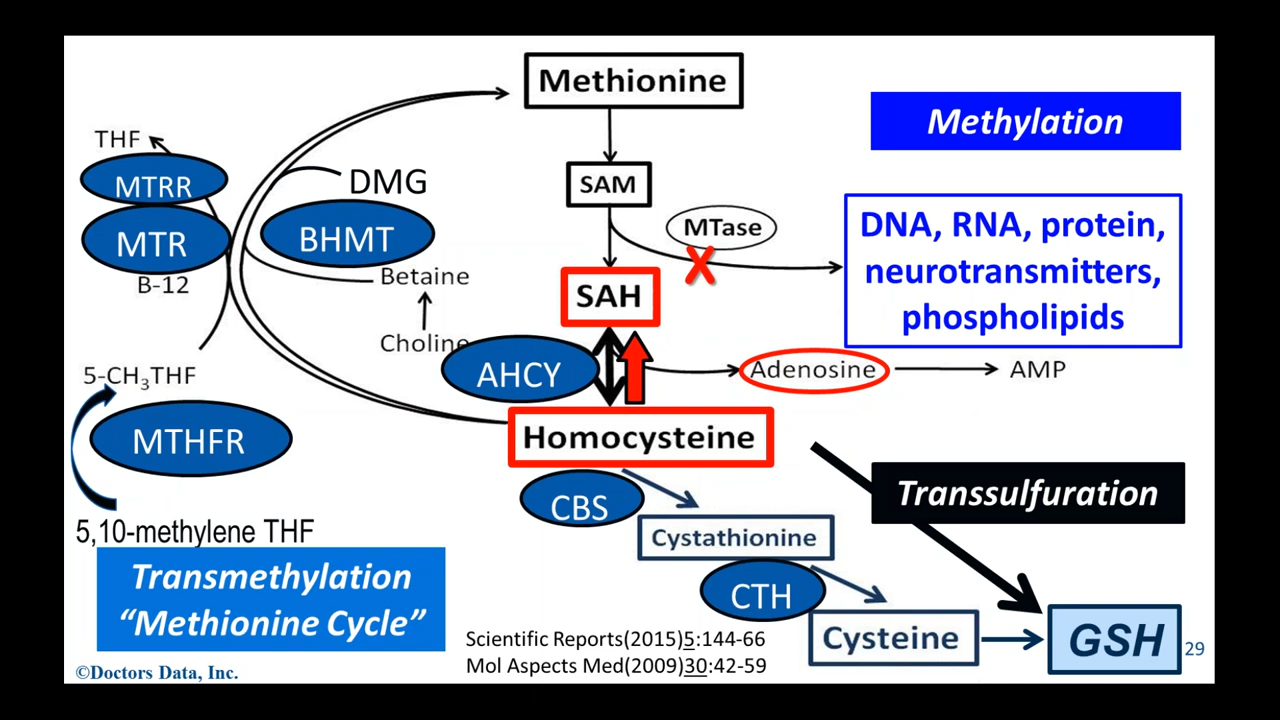 Methionine
Methylation
THF
MTRR
DMG
SAM
MTR
BHMT
MTase
X
DNA, RNA, protein,
neurotransmitters,
phospholipids
B-12
Betaine
SAH
Choline
AHCY
Adenosine
AMP
5-CH₃THF
MTHFR
Homocysteine
CBS
Transsulfuration
5,10-methylene THF
Cystathionine
Transmethylation
“Methionine Cycle”
CTH
Cysteine
GSH
Scientific Reports(2015)5:144-66
Mol Aspects Med(2009)30:42-59
29
©Doctors Data, Inc.